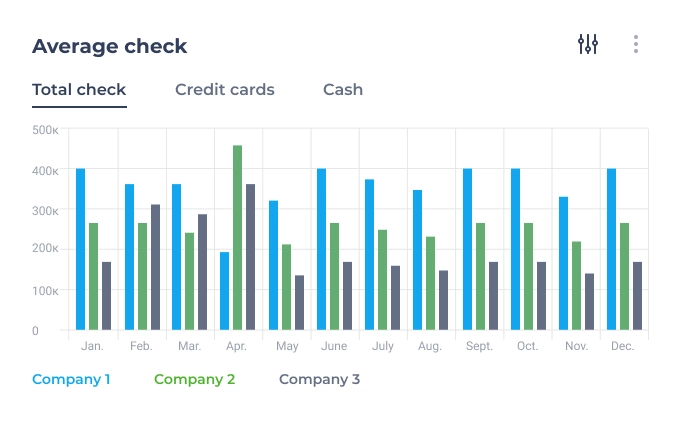 Average check
Total check Credit cards Cash
500к
400к
300к
200к
100к
0
Jan. Feb. Mar. Apr. May June July Aug. Sept. Oct. Nov. Dec.
Company 1 Company 2 Company 3